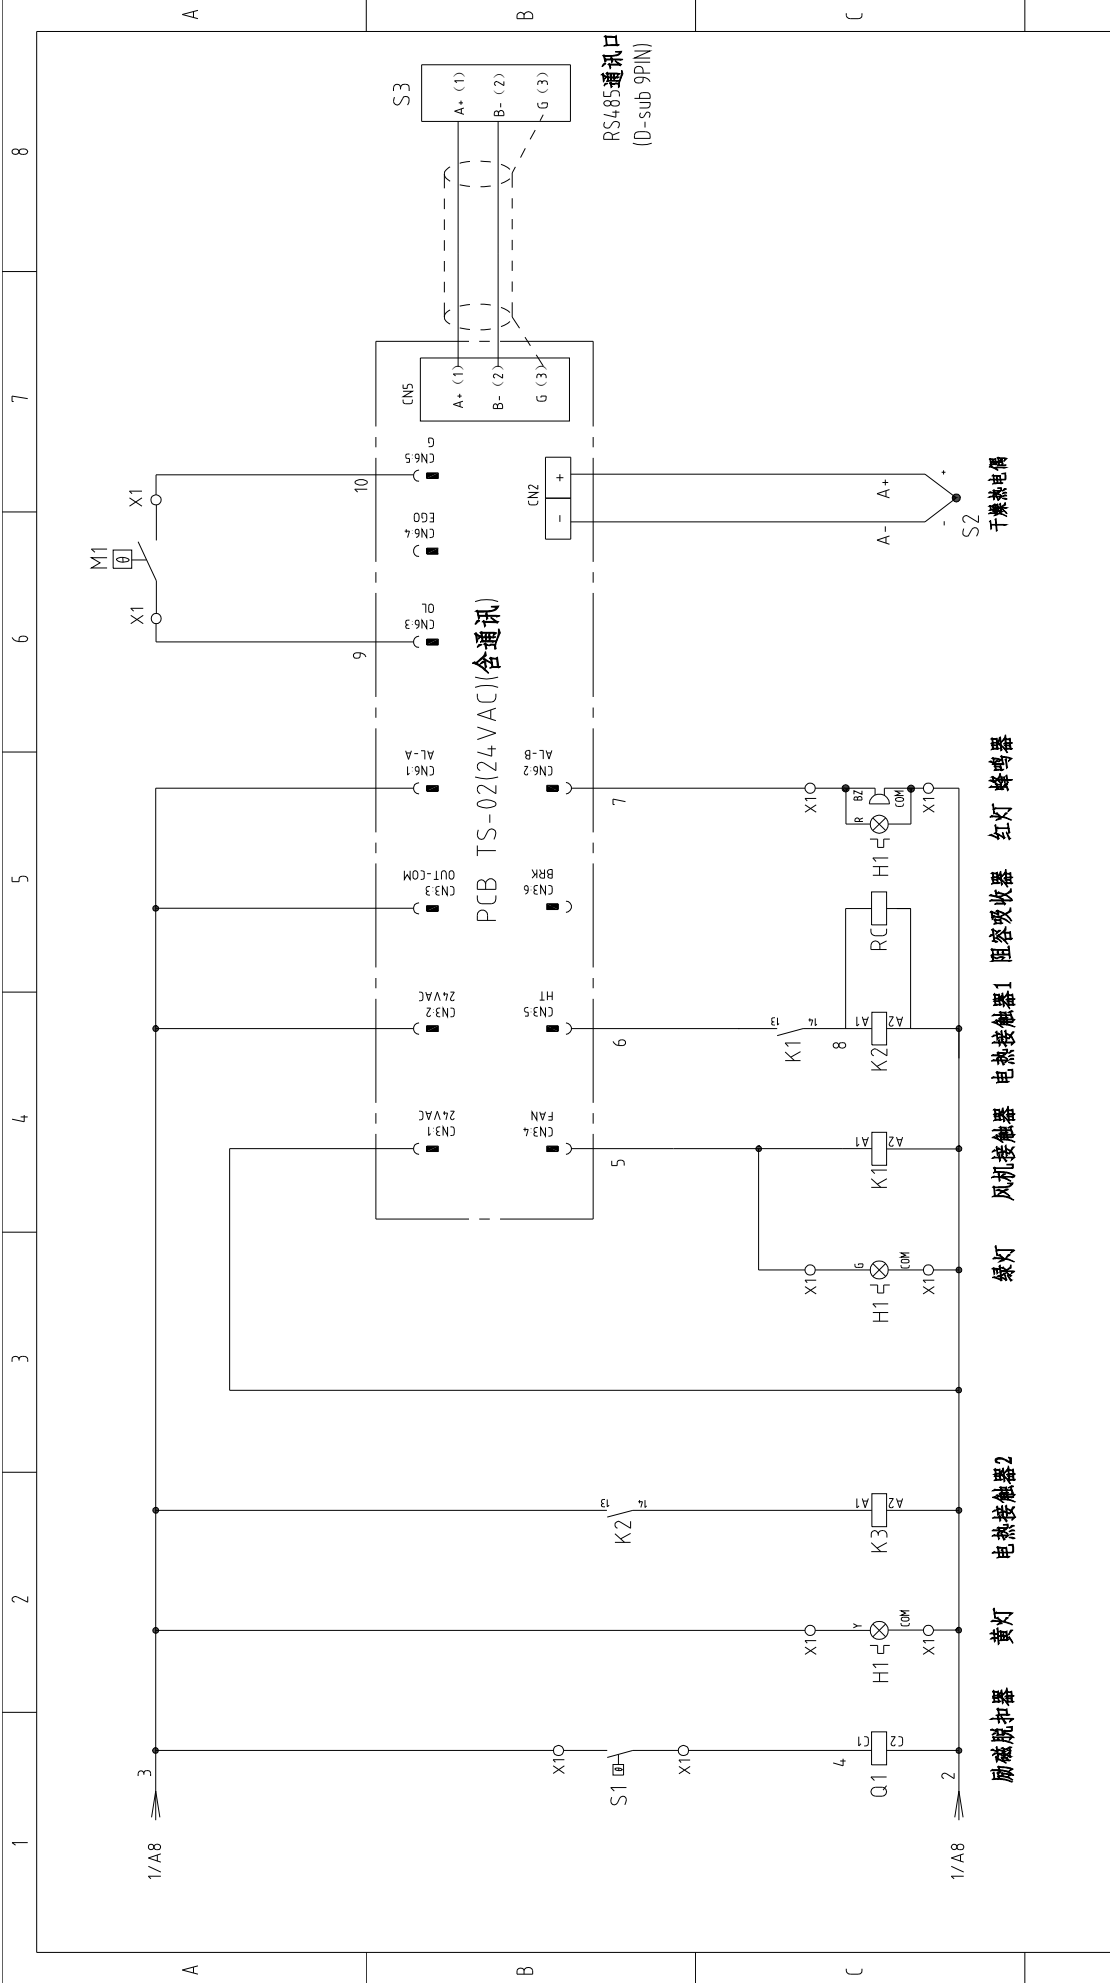 1
2
3
4
5
6
7
8
A
A
B
B
C
C
1/A8
3
1/A8
2
X1
S1
θ
X1
4
Q1
C1
C2
励磁脱扣器
X1
H1
Y
COM
X1
黄灯
K2
13
14
K3
A1
A2
电热接触器2
X1
H1
G
COM
X1
绿灯
CN3:1
24VAC
CN3:4
FAN
5
K1
A1
A2
风机接触器
CN3:2
24VAC
CN3:5
HT
6
K1
13
14
8
K2
A1
A2
电热接触器1
CN3:3
OUT-COM
CN3:6
BRK
RC
阻容吸收器
CN6:1
AL-A
CN6:2
AL-B
7
X1
H1
R
BZ
COM
X1
红灯 蜂鸣器
PCB TS-02(24VAC)(含通讯)
X1
M1
θ
X1
9
10
CN6:3
OL
CN6:4
EGO
CN6:5
G
CN2
- +
A-
A+
-
+
S2
干燥热电偶
CN5
A+ (1)
B- (2)
G (3)
S3
A+ (1)
B- (2)
G (3)
RS485通讯口
(D-sub 9PIN)